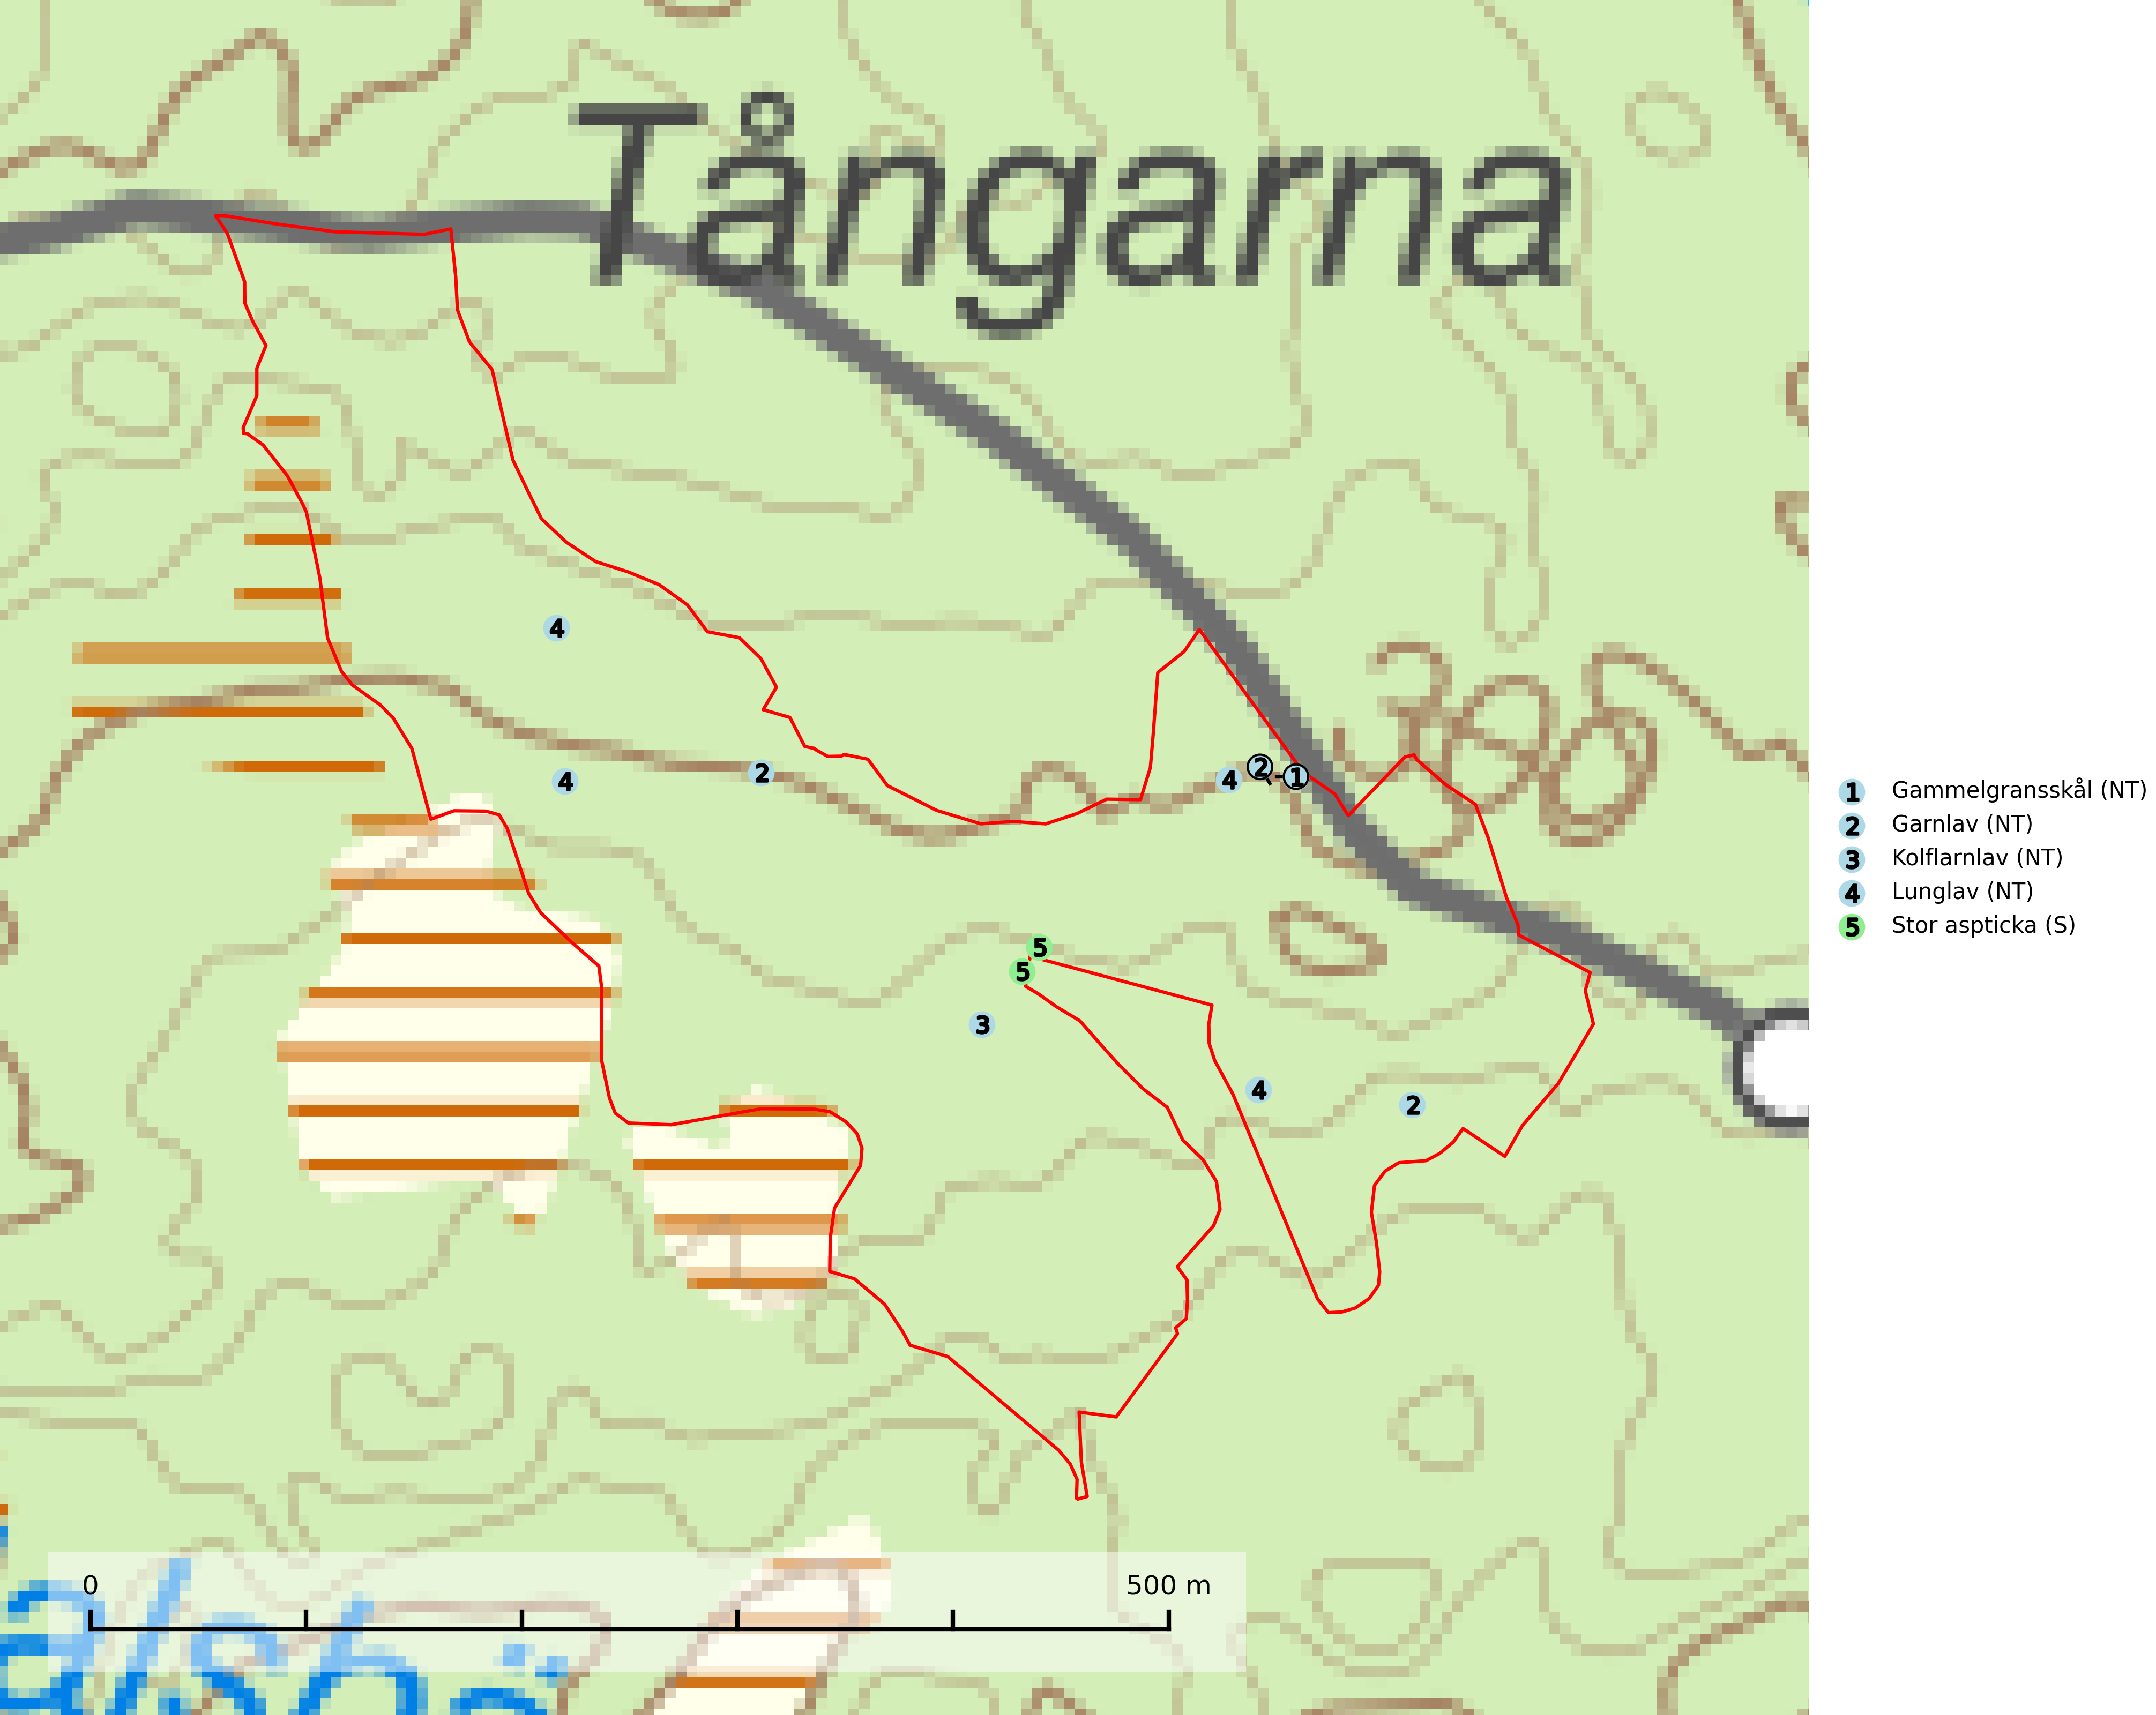 Tångarna
4
380
2
4
4
2
1
5
5
3
4
2
1 Gammelgransskål (NT)
2 Garnlav (NT)
3 Kolflarnlav (NT)
4 Lunglav (NT)
5 Stor aspticka (S)
0 500 m